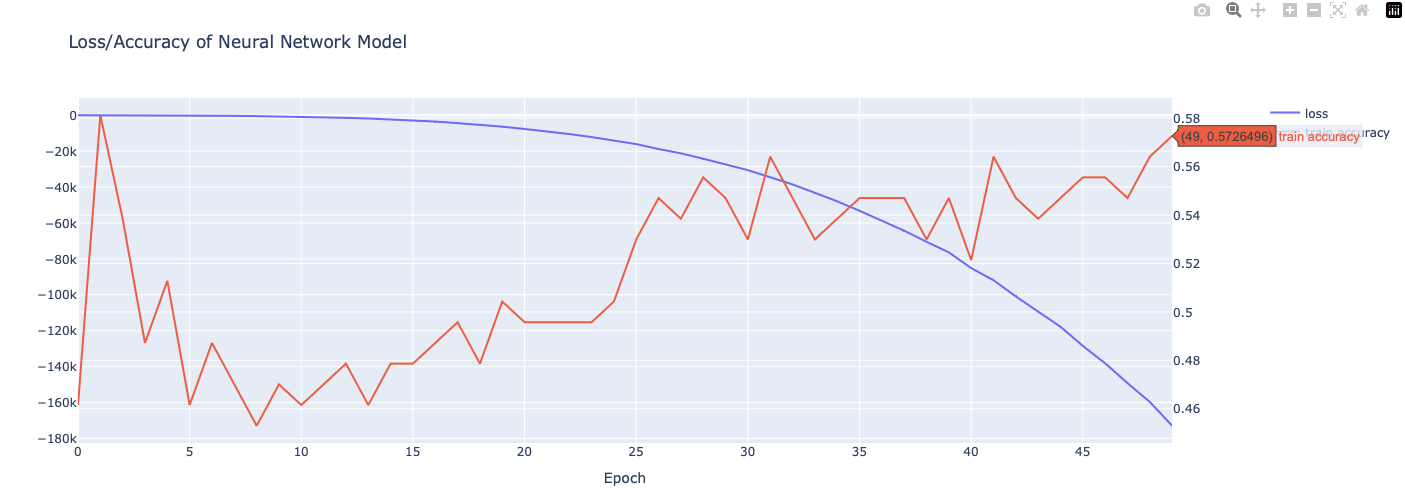 Loss/Accuracy of Neural Network Model
0
−20k
−40k
−60k
−80k
−100k
−120k
−140k
−160k
−180k
0 5 10 15 20 25 30 35 40 45
Epoch
0.58
0.56
0.54
0.52
0.5
0.48
0.46
loss
train accuracy
(49, 0.5726496) train accuracy